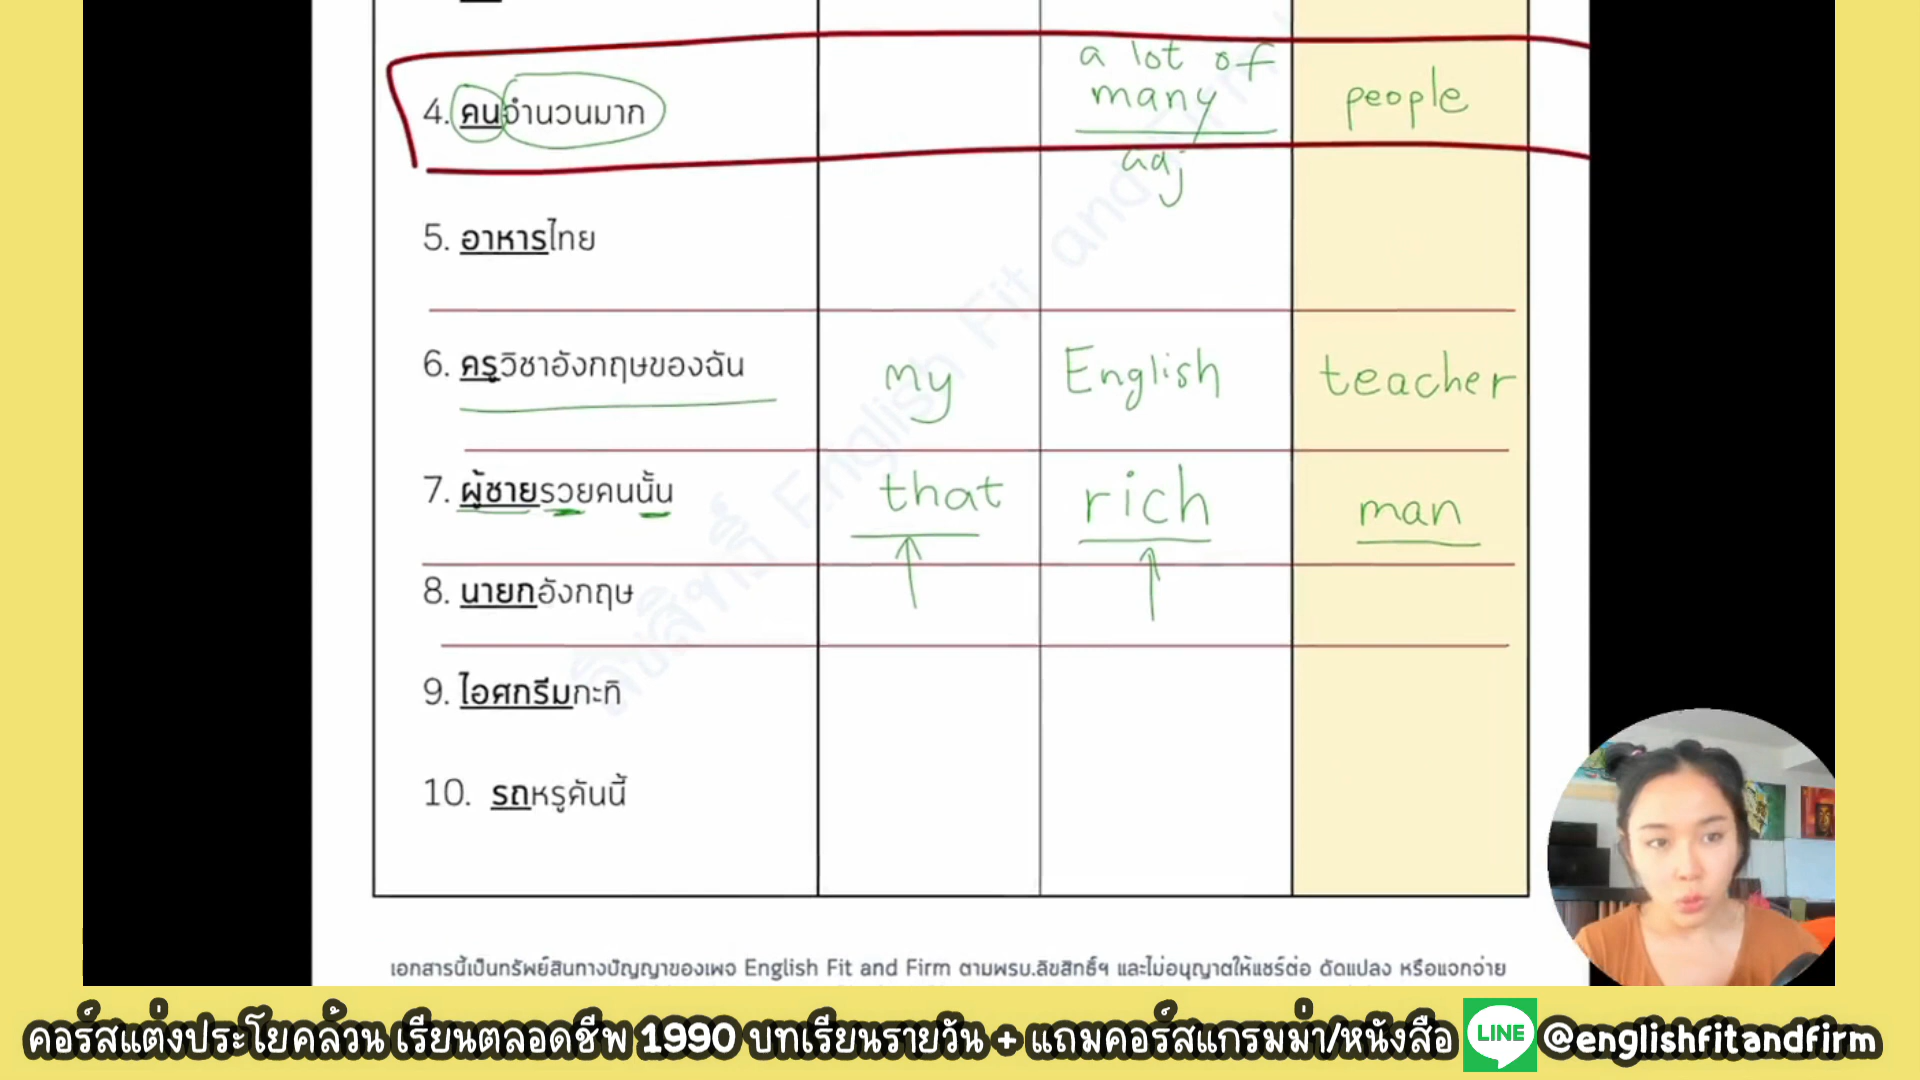 a lot of
4. คนจำนวนมาก many people
adj
5. อาหารไทย
6. ครูวิชาอังกฤษของฉัน my English teacher
7. ผู้ชายรวยคนนั้น that rich man
8. นายกอังกฤษ
9. ไอศกรีมกะทิ
10. รถหรูคันนี้
ลิขสิทธิ์ English Fit and Firm
เอกสารนี้เป็นทรัพย์สินทางปัญญาของเพจ English Fit and Firm ตามพรบ.ลิขสิทธิ์ฯ และไม่อนุญาตให้แชร์ต่อ ดัดแปลง หรือแจกจ่าย
คอร์สแต่งประโยคล้วน เรียนตลอดชีพ 1990 บทเรียนรายวัน + แถมคอร์สแกรมม่า/หนังสือ LINE @englishfitandfirm